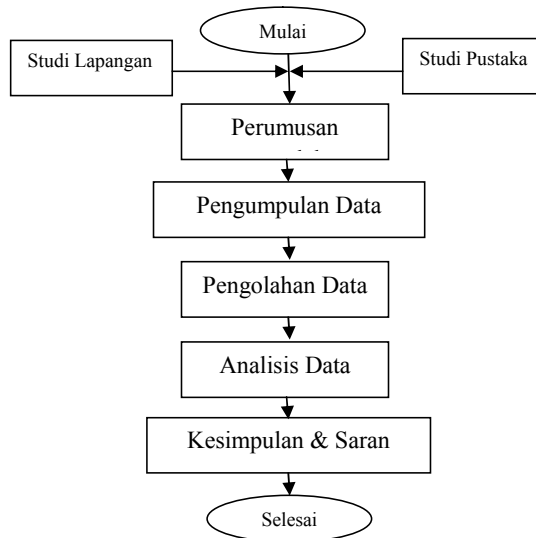 Mulai
Studi Lapangan
Studi Pustaka
Perumusan
Pengumpulan Data
Pengolahan Data
Analisis Data
Kesimpulan & Saran
Selesai